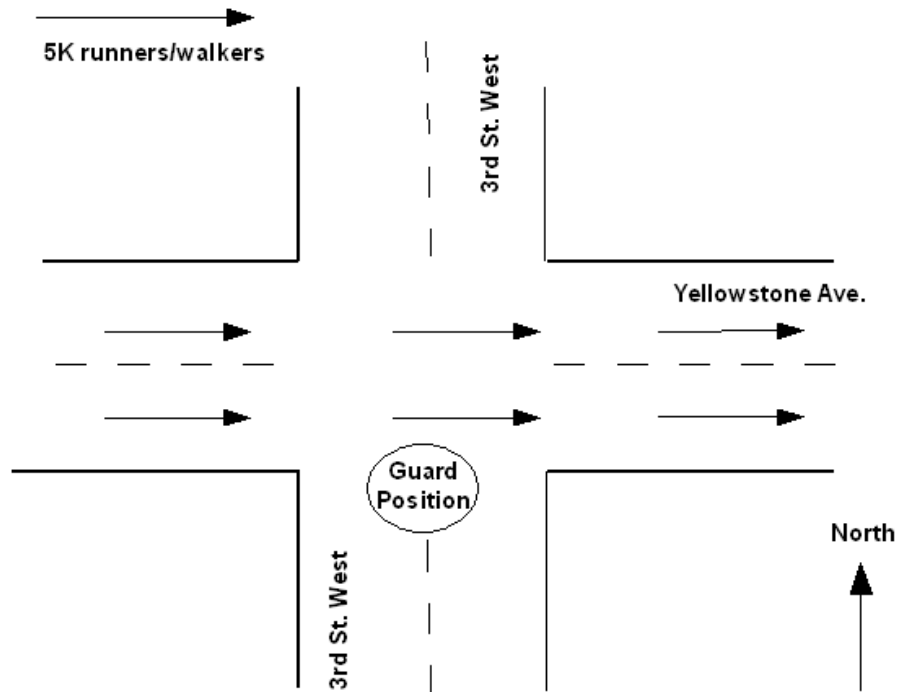 5K runners/walkers
3rd St. West
Yellowstone Ave.
Guard
Position
North
3rd St. West